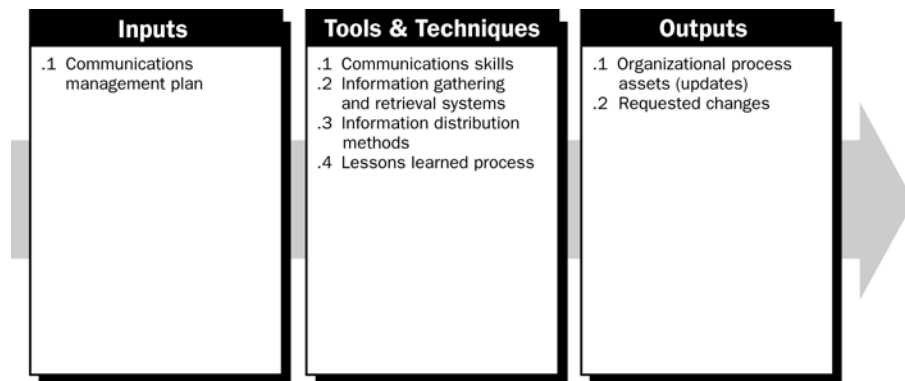 Inputs
.1 Communications
management plan
Tools & Techniques
.1 Communications skills
.2 Information gathering
and retrieval systems
.3 Information distribution
methods
.4 Lessons learned process
Outputs
.1 Organizational process
assets (updates)
.2 Requested changes